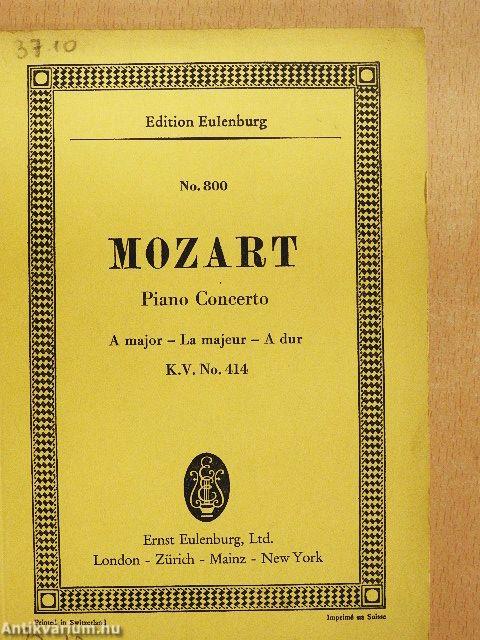 37.10
Edition Eulenburg
No. 800
MOZART
Piano Concerto
A major – La majeur – A dur
K.V. No. 414
Ernst Eulenburg, Ltd.
London - Zürich - Mainz - New York
Printed in Switzerland
Imprimé en Suisse
Antikvarium.hu